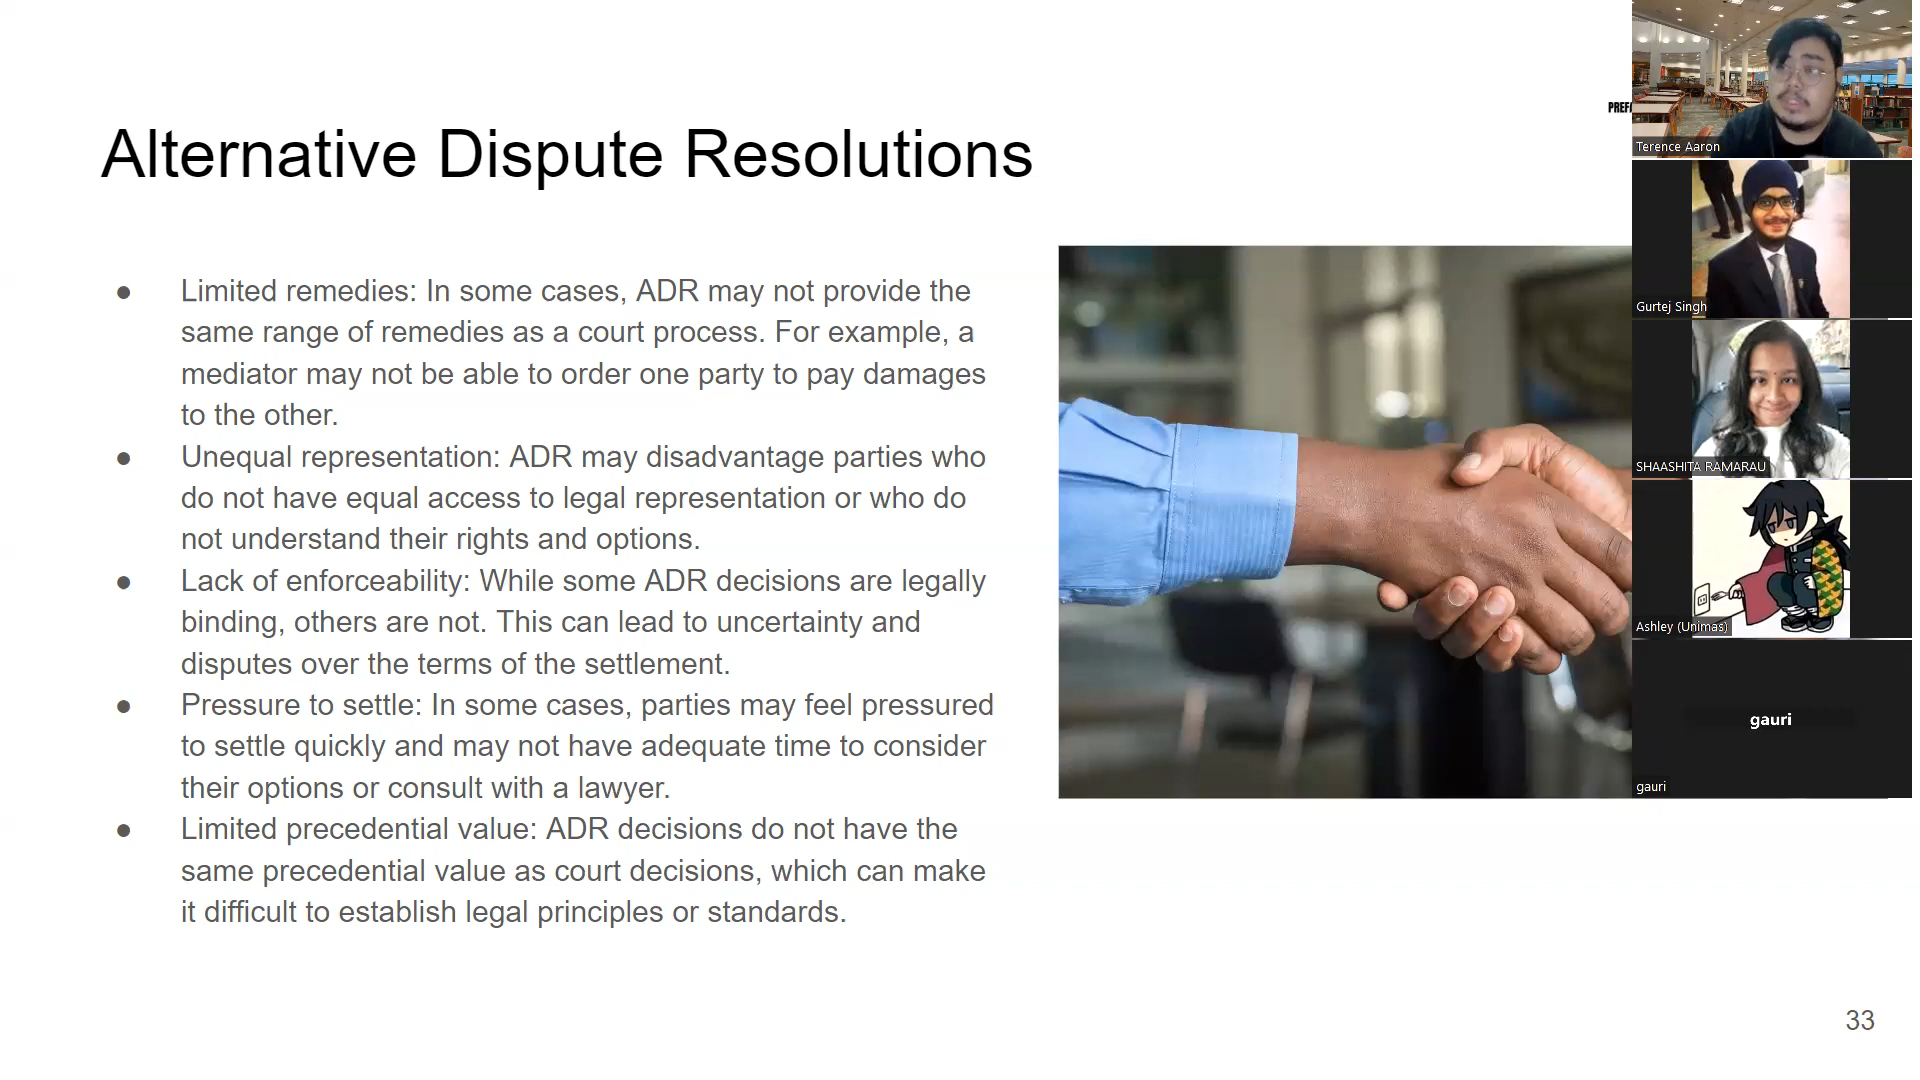 Alternative Dispute Resolutions
● Limited remedies: In some cases, ADR may not provide the
same range of remedies as a court process. For example, a
mediator may not be able to order one party to pay damages
to the other.
● Unequal representation: ADR may disadvantage parties who
do not have equal access to legal representation or who do
not understand their rights and options.
● Lack of enforceability: While some ADR decisions are legally
binding, others are not. This can lead to uncertainty and
disputes over the terms of the settlement.
● Pressure to settle: In some cases, parties may feel pressured
to settle quickly and may not have adequate time to consider
their options or consult with a lawyer.
● Limited precedential value: ADR decisions do not have the
same precedential value as court decisions, which can make
it difficult to establish legal principles or standards.
33
Terence Aaron
Gurtej Singh
SHAASHITA RAMARAU
Ashley (Unimas)
gauri
gauri